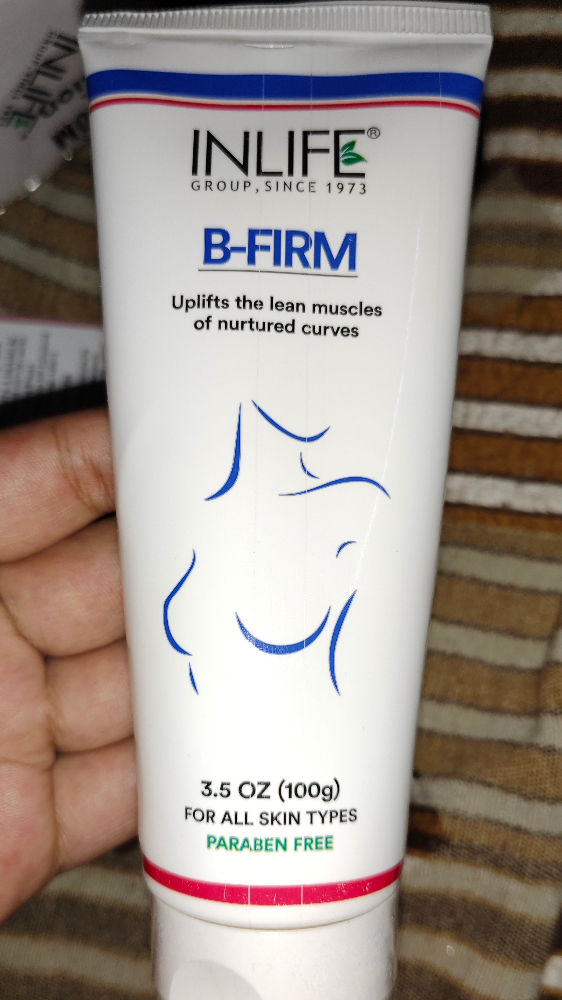 INLIFE®
GROUP, SINCE 1973
B-FIRM
Uplifts the lean muscles
of nurtured curves
3.5 OZ (100g)
FOR ALL SKIN TYPES
PARABEN FREE
INLIFE